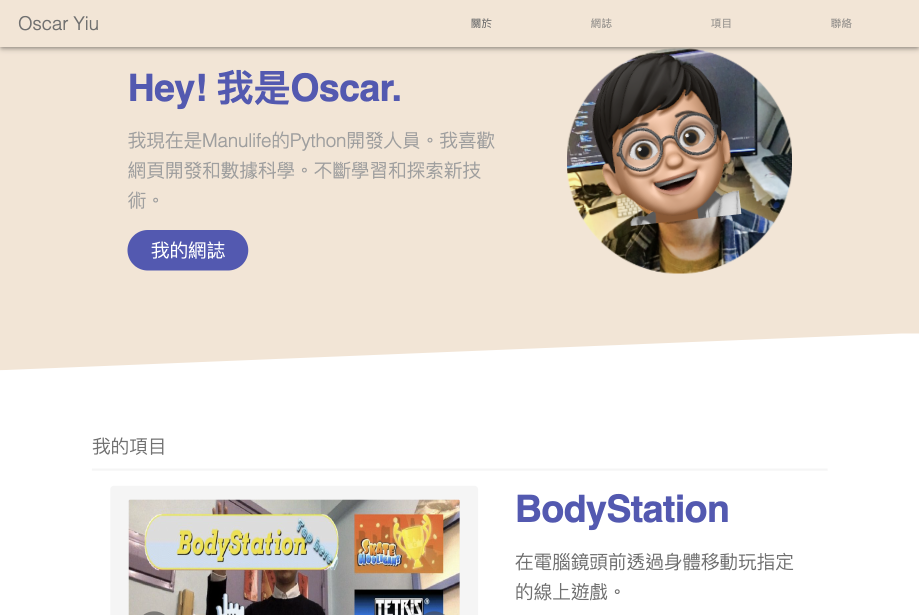 Oscar Yiu
關於
網誌
項目
聯絡
Hey! 我是Oscar.
我現在是Manulife的Python開發人員。我喜歡
網頁開發和數據科學。不斷學習和探索新技
術。
我的網誌
我的項目
BodyStation
Tap here
SKATE
HOOLIGANS
TETRIS
BodyStation
在電腦鏡頭前透過身體移動玩指定
的線上遊戲。